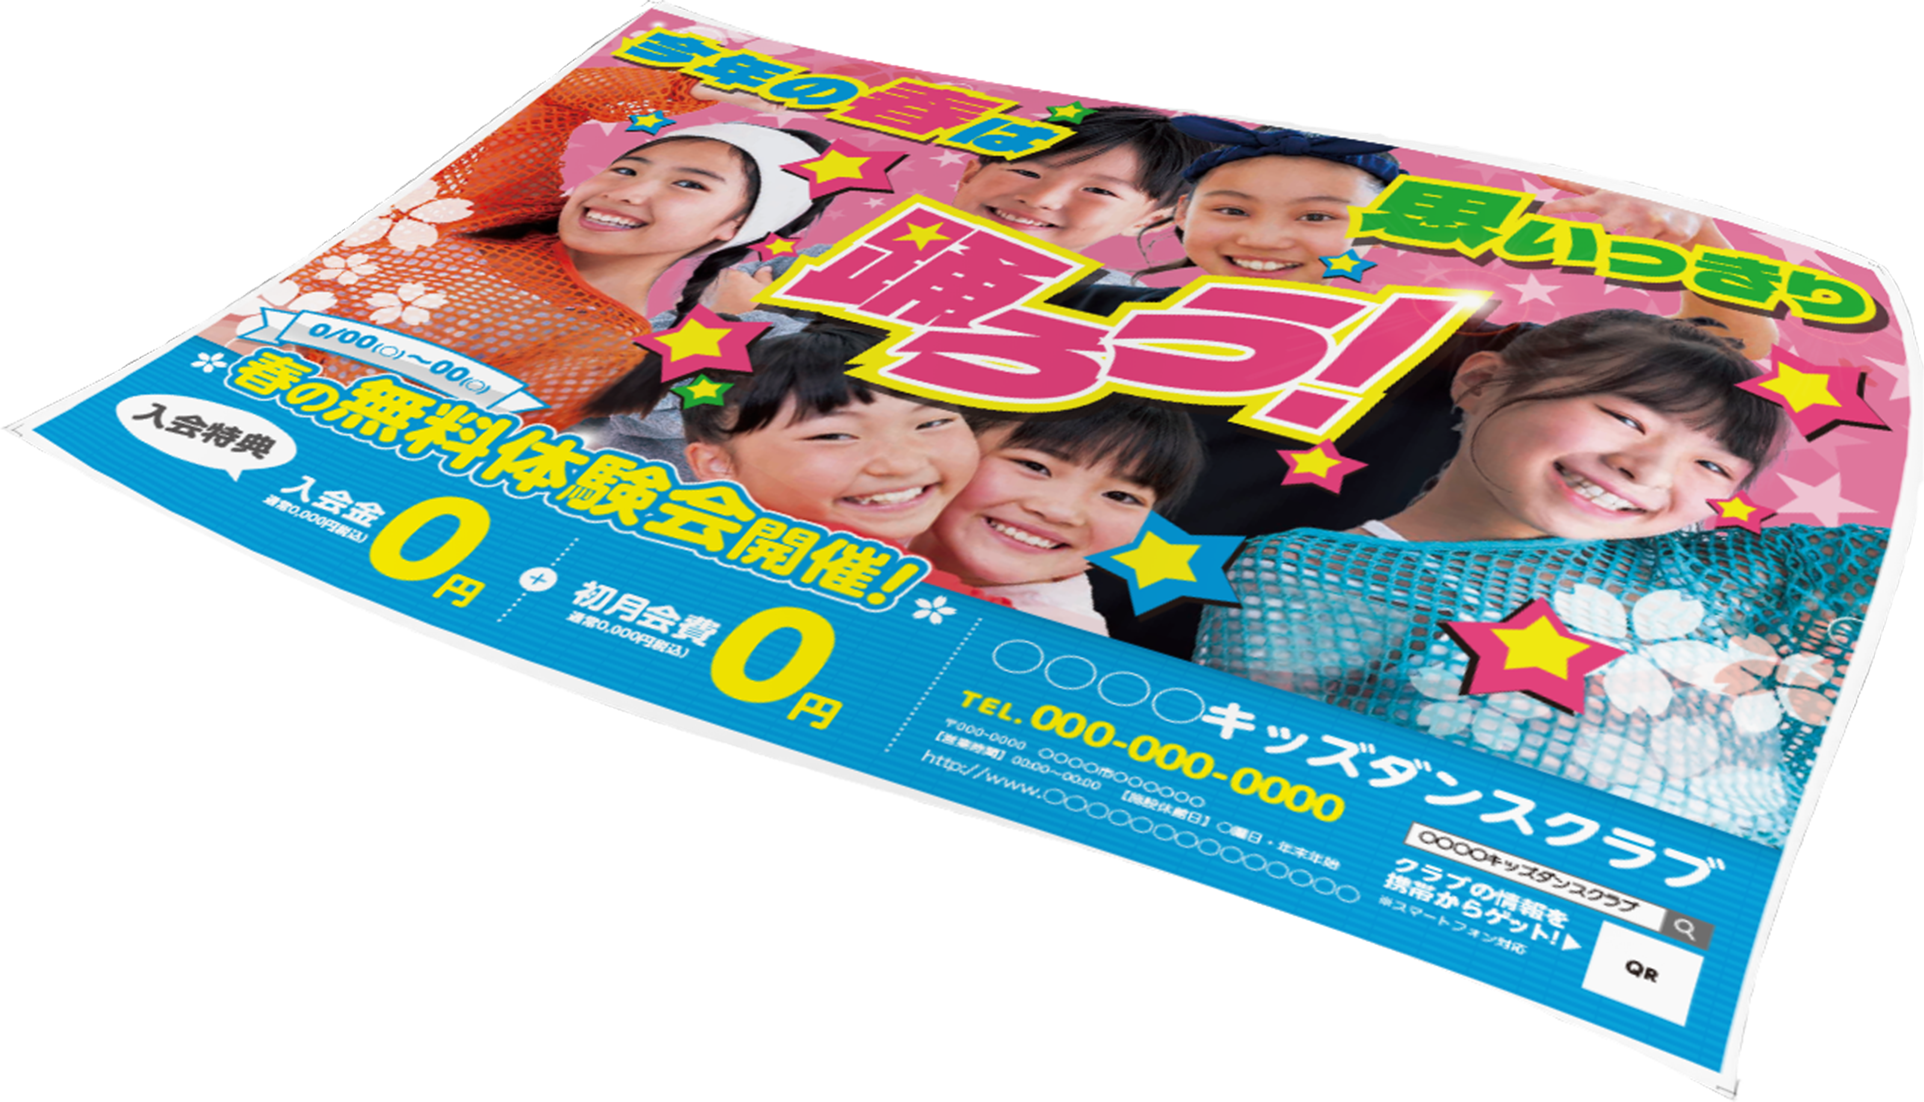 今年の春は
思いっきり
踊ろう!
0/00(○)～00(○)
春の無料体験会開催!
入会特典
入会金
通常0,000円(税込)
0円
+
初月会費
通常0,000円(税込)
0円
○○○○キッズダンスクラブ
TEL.000-000-0000
〒000-0000 ○○○○市○○○○○○
【営業時間】00:00～00:00 【施設休館日】○曜日・年末年始
http://www.○○○○○○○○○○○○○○○
○○○○キッズダンスクラブ
クラブの情報を
携帯からゲット!▶
※スマートフォン対応
QR